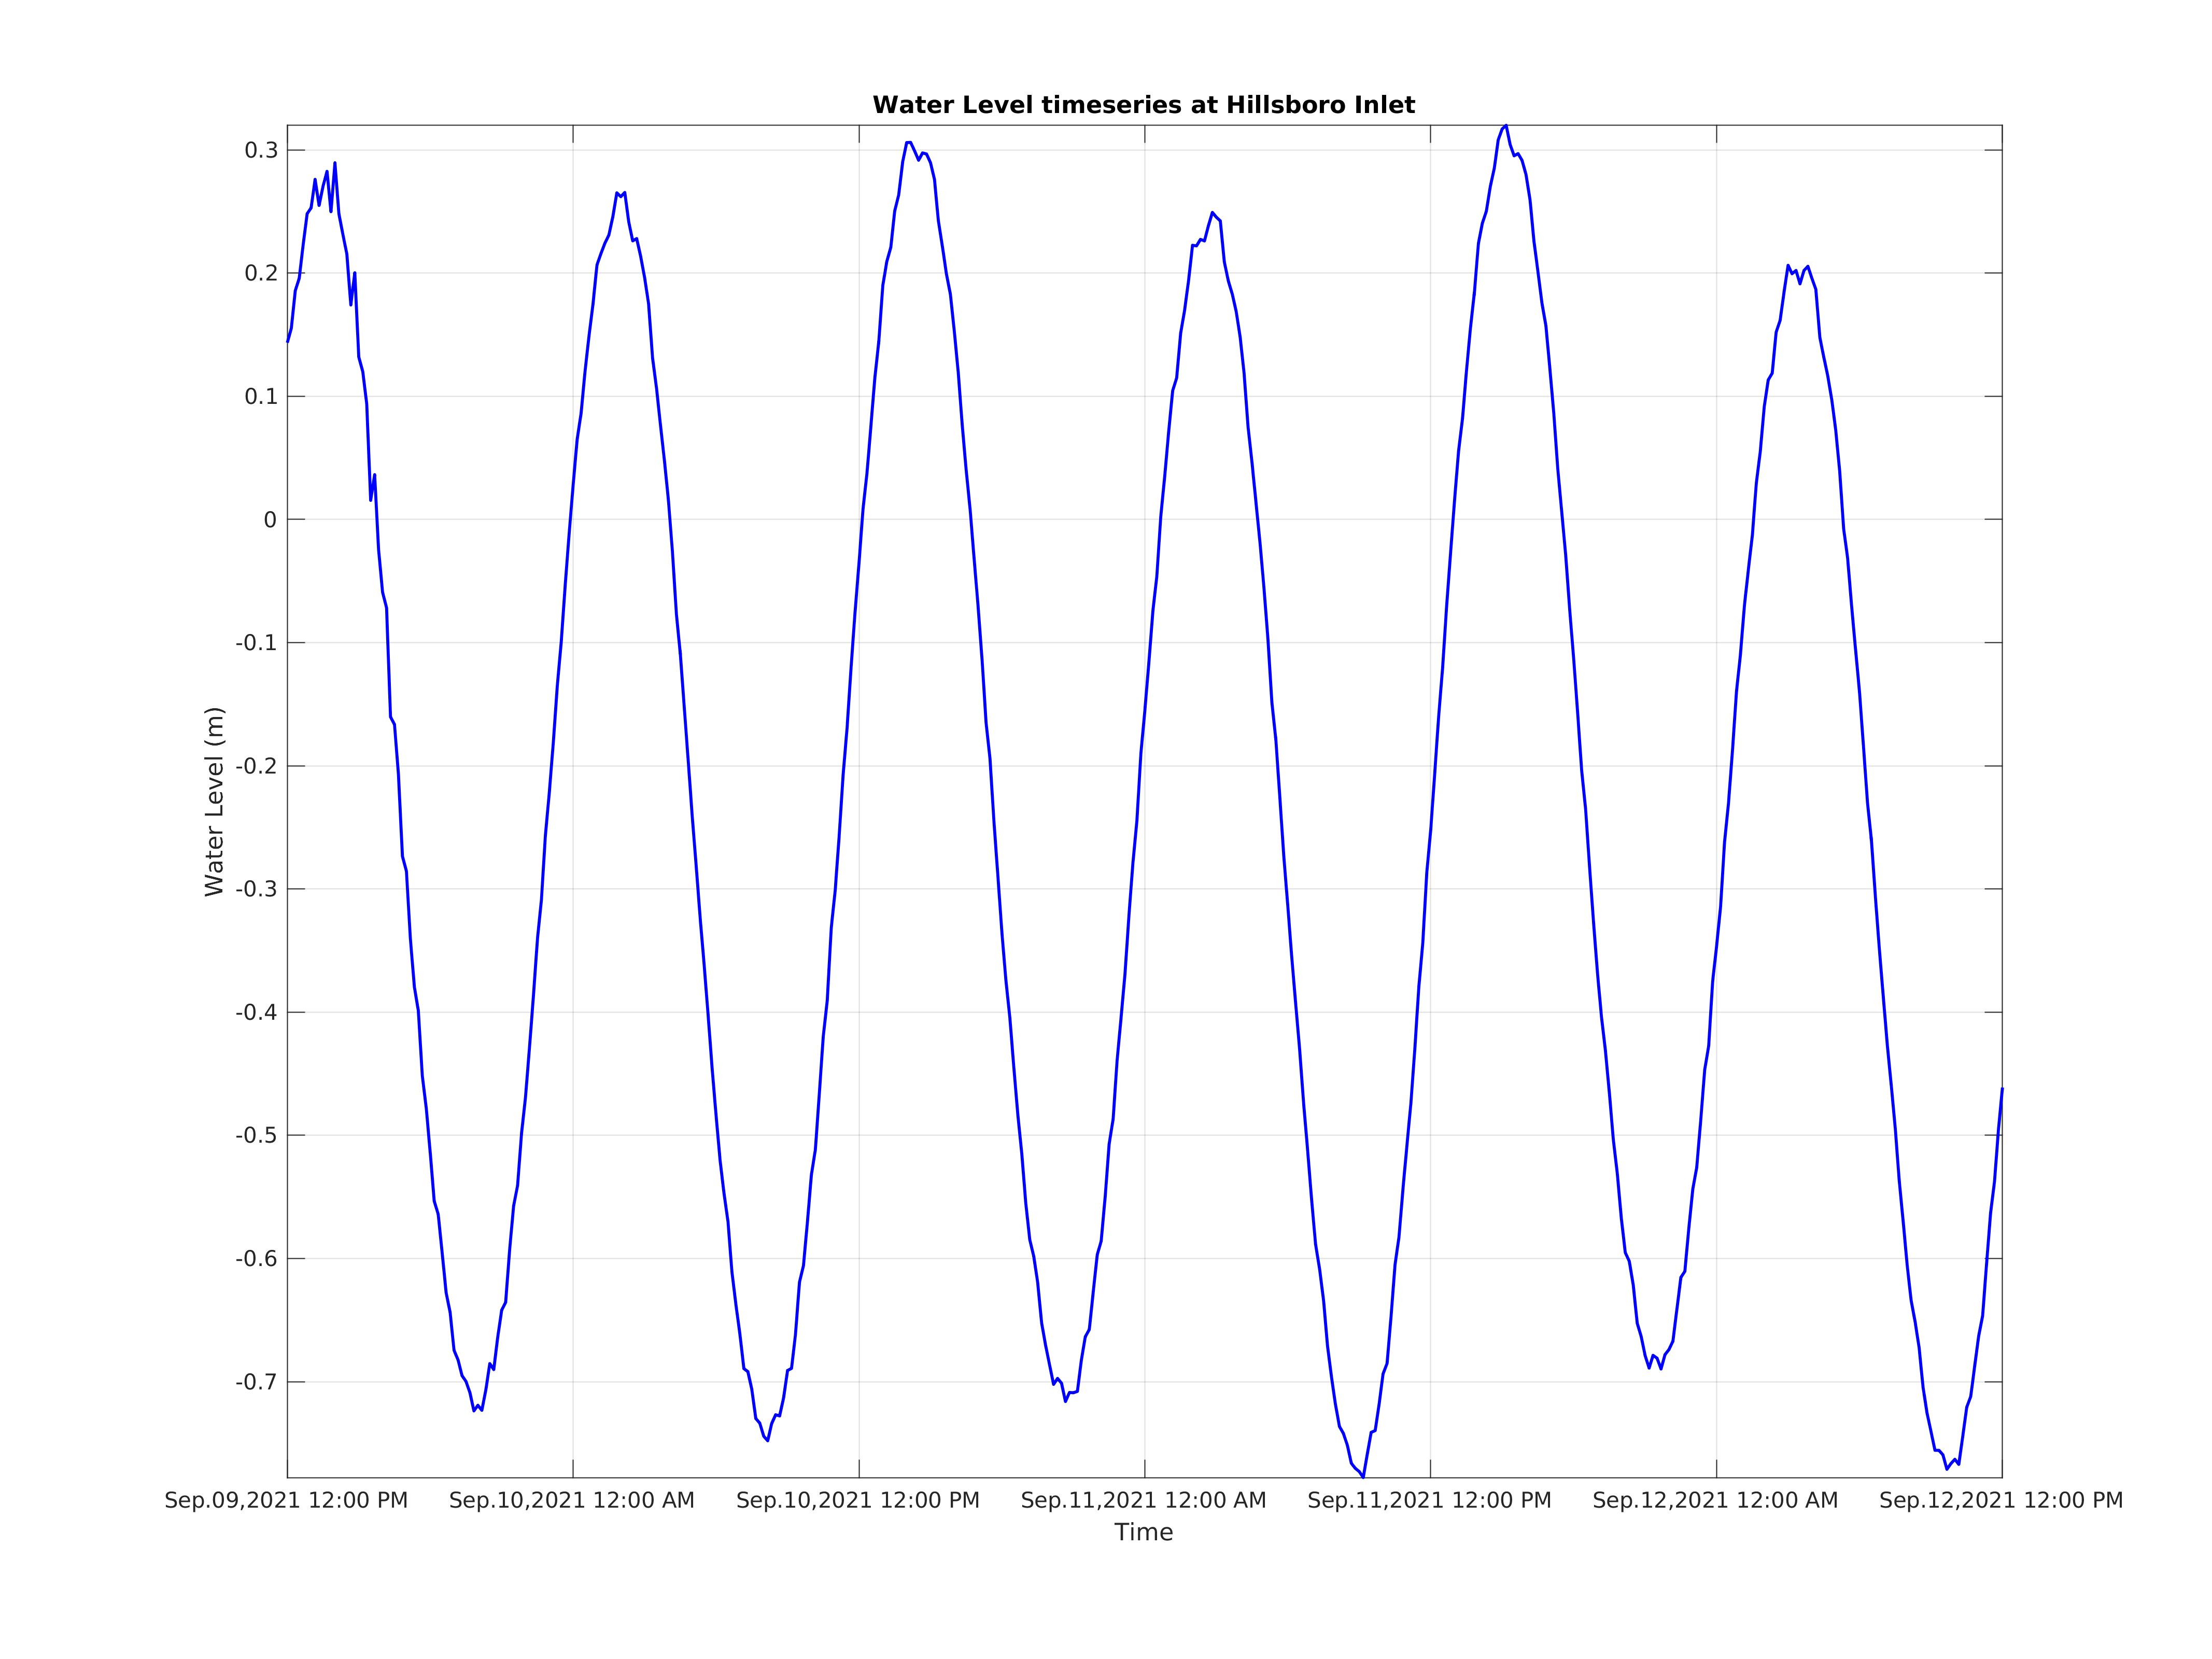 Water Level timeseries at Hillsboro Inlet
0.3
0.2
0.1
0
-0.1
-0.2
-0.3
-0.4
-0.5
-0.6
-0.7
Water Level (m)
Sep.09,2021 12:00 PM
Sep.10,2021 12:00 AM
Sep.10,2021 12:00 PM
Sep.11,2021 12:00 AM
Sep.11,2021 12:00 PM
Sep.12,2021 12:00 AM
Sep.12,2021 12:00 PM
Time